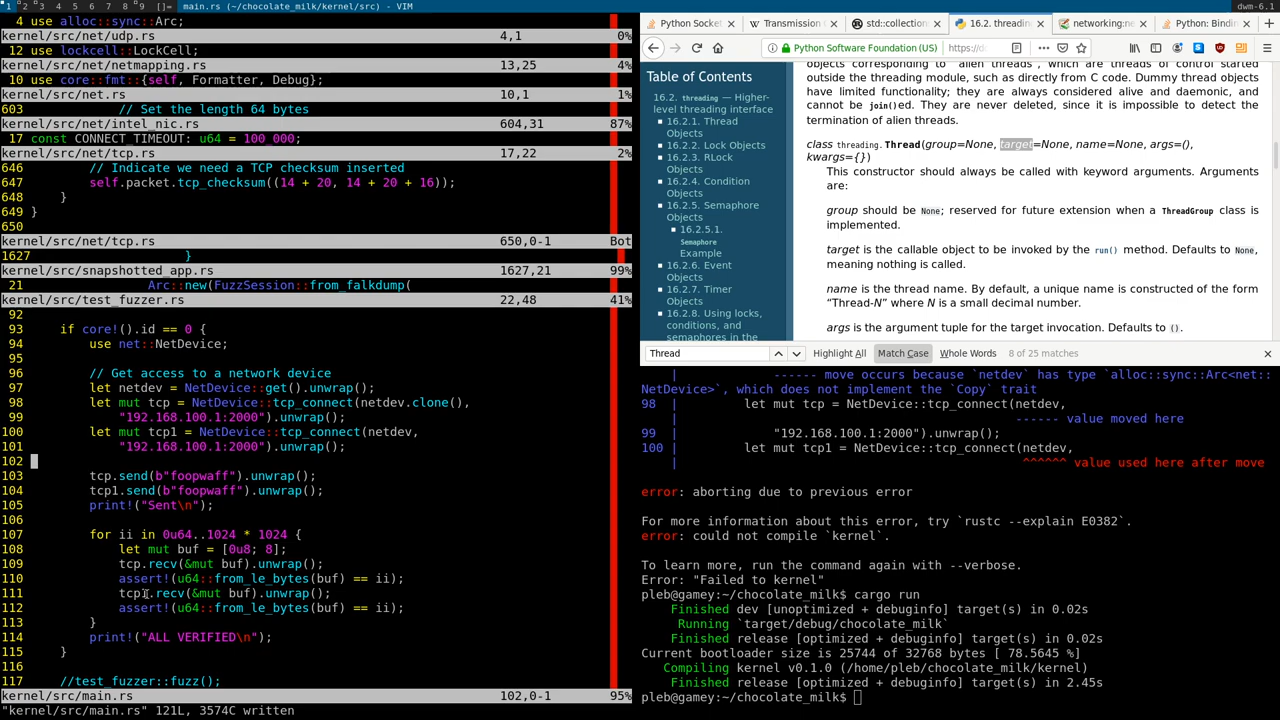 1 2 3 4 5 6 7 8 9 []= main.rs (~/chocolate_milk/kernel/src) - VIM
dwm-6.1
4 use alloc::sync::Arc;
kernel/src/net/udp.rs 4,1 0%
12 use lockcell::LockCell;
kernel/src/net/netmapping.rs 13,25 4%
10 use core::fmt::{self, Formatter, Debug};
kernel/src/net.rs 10,1 1%
603 // Set the length 64 bytes
kernel/src/net/intel_nic.rs 604,31 87%
17 const CONNECT_TIMEOUT: u64 = 100_000;
kernel/src/net/tcp.rs 17,22 2%
646 // Indicate we need a TCP checksum inserted
647 self.packet.tcp_checksum((14 + 20, 14 + 20 + 16));
648 }
649 }
650
kernel/src/net/tcp.rs 650,0-1 Bot
1627 }
kernel/src/snapshotted_app.rs 1627,21 99%
21 Arc::new(FuzzSession::from_falkdump(
kernel/src/test_fuzzer.rs 22,48 41%
92
93 if core!().id == 0 {
94 use net::NetDevice;
95
96 // Get access to a network device
97 let netdev = NetDevice::get().unwrap();
98 let mut tcp = NetDevice::tcp_connect(netdev.clone(),
99 "192.168.100.1:2000").unwrap();
100 let mut tcp1 = NetDevice::tcp_connect(netdev,
101 "192.168.100.1:2000").unwrap();
102
103 tcp.send(b"foopwaff").unwrap();
104 tcp1.send(b"foopwaff").unwrap();
105 print!("Sent\n");
106
107 for ii in 0u64..1024 * 1024 {
108 let mut buf = [0u8; 8];
109 tcp.recv(&mut buf).unwrap();
110 assert!(u64::from_le_bytes(buf) == ii);
111 tcp1.recv(&mut buf).unwrap();
112 assert!(u64::from_le_bytes(buf) == ii);
113 }
114 print!("ALL VERIFIED\n");
115 }
116
117 //test_fuzzer::fuzz();
kernel/src/main.rs 102,0-1 95%
"kernel/src/main.rs" 121L, 3574C written
Python Socket
Transmission C
std::collection
16.2. threading
networking:ne
Python: Bindin
Python Software Foundation (US) https://d
Table of Contents
16.2. threading — Higher-
level threading interface
16.2.1. Thread
Objects
16.2.2. Lock Objects
16.2.3. RLock
Objects
16.2.4. Condition
Objects
16.2.5. Semaphore
Objects
16.2.5.1.
Semaphore
Example
16.2.6. Event
Objects
16.2.7. Timer
Objects
16.2.8. Using locks,
conditions, and
semaphores in the
objects corresponding to "alien threads", which are threads of control started
outside the threading module, such as directly from C code. Dummy thread objects
have limited functionality; they are always considered alive and daemonic, and
cannot be join()ed. They are never deleted, since it is impossible to detect the
termination of alien threads.
class threading.Thread(group=None, target=None, name=None, args=(),
kwargs={})
This constructor should always be called with keyword arguments. Arguments
are:
group should be None; reserved for future extension when a ThreadGroup class is
implemented.
target is the callable object to be invoked by the run() method. Defaults to None,
meaning nothing is called.
name is the thread name. By default, a unique name is constructed of the form
"Thread-N" where N is a small decimal number.
args is the argument tuple for the target invocation. Defaults to ().
Thread Highlight All Match Case Whole Words 8 of 25 matches
| ------ move occurs because `netdev` has type `alloc::sync::Arc<net::
NetDevice>`, which does not implement the `Copy` trait
98 | let mut tcp = NetDevice::tcp_connect(netdev,
| ------ value moved here
99 | "192.168.100.1:2000").unwrap();
100 | let mut tcp1 = NetDevice::tcp_connect(netdev,
| ^^^^^^ value used here after move
error: aborting due to previous error
For more information about this error, try `rustc --explain E0382`.
error: could not compile `kernel`.
To learn more, run the command again with --verbose.
Error: "Failed to kernel"
pleb@gamey:~/chocolate_milk$ cargo run
Finished dev [unoptimized + debuginfo] target(s) in 0.02s
Running `target/debug/chocolate_milk`
Finished release [optimized + debuginfo] target(s) in 0.02s
Current bootloader size is 25744 of 32768 bytes [ 78.5645 %]
Compiling kernel v0.1.0 (/home/pleb/chocolate_milk/kernel)
Finished release [optimized + debuginfo] target(s) in 2.45s
pleb@gamey:~/chocolate_milk$